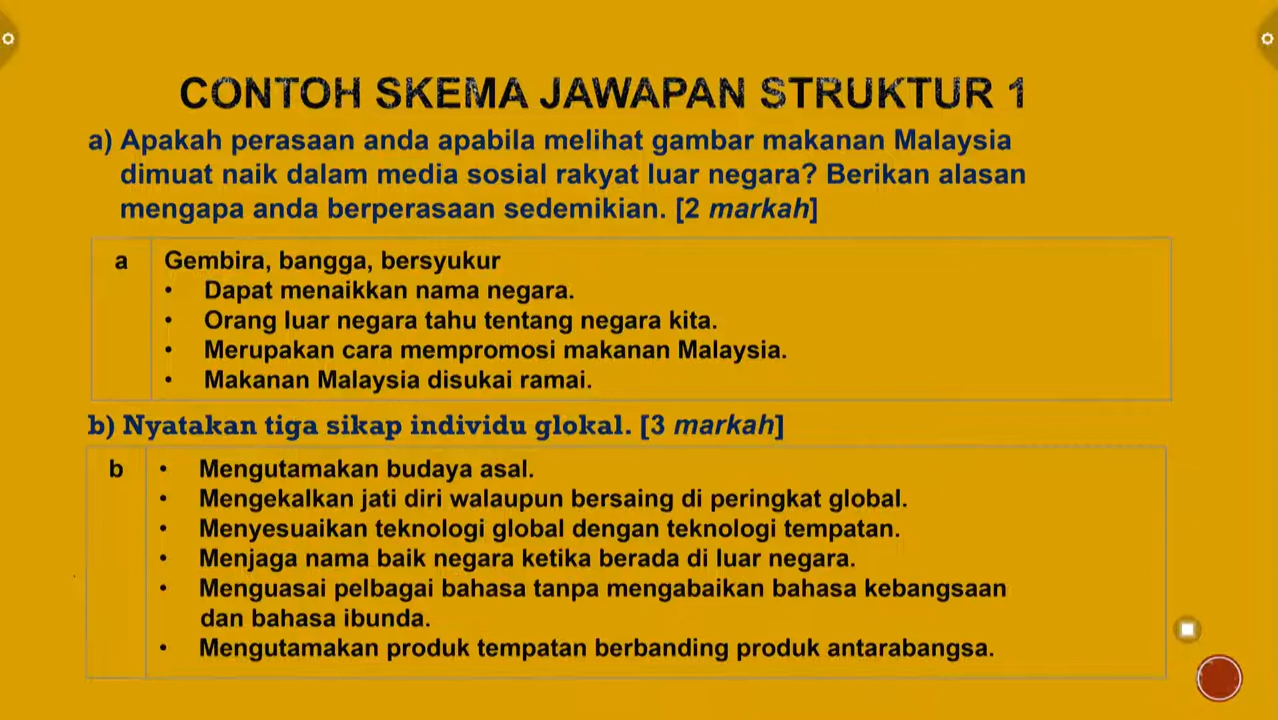 CONTOH SKEMA JAWAPAN STRUKTUR 1
a) Apakah perasaan anda apabila melihat gambar makanan Malaysia
dimuat naik dalam media sosial rakyat luar negara? Berikan alasan
mengapa anda berperasaan sedemikian. [2 markah]
a Gembira, bangga, bersyukur
• Dapat menaikkan nama negara.
• Orang luar negara tahu tentang negara kita.
• Merupakan cara mempromosi makanan Malaysia.
• Makanan Malaysia disukai ramai.
b) Nyatakan tiga sikap individu glokal. [3 markah]
b • Mengutamakan budaya asal.
• Mengekalkan jati diri walaupun bersaing di peringkat global.
• Menyesuaikan teknologi global dengan teknologi tempatan.
• Menjaga nama baik negara ketika berada di luar negara.
• Menguasai pelbagai bahasa tanpa mengabaikan bahasa kebangsaan
dan bahasa ibunda.
• Mengutamakan produk tempatan berbanding produk antarabangsa.